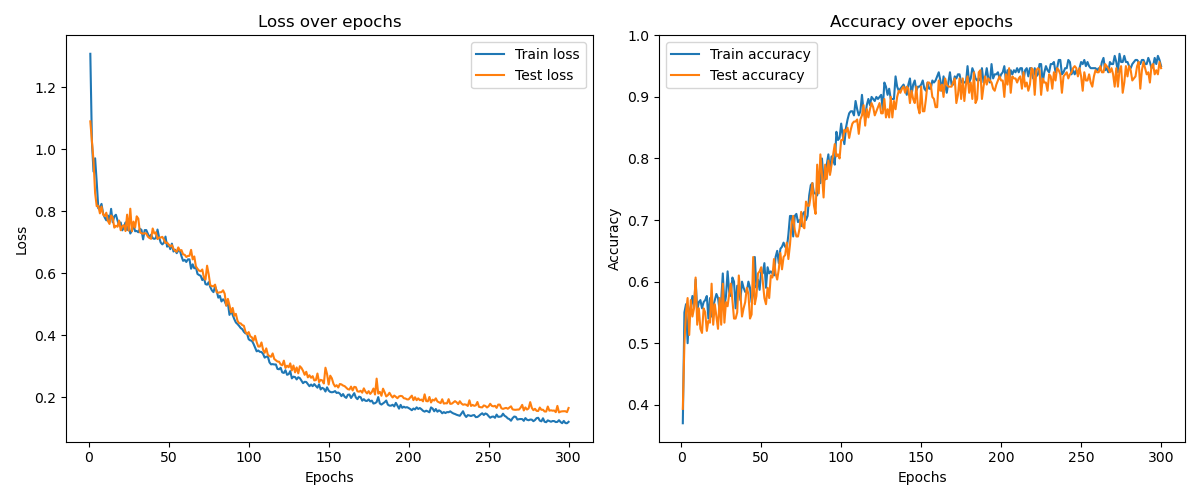 Loss over epochs
Train loss
Test loss
1.2
1.0
0.8
0.6
0.4
0.2
Loss
0
50
100
150
200
250
300
Epochs
Accuracy over epochs
Train accuracy
Test accuracy
1.0
0.9
0.8
0.7
0.6
0.5
0.4
Accuracy
0
50
100
150
200
250
300
Epochs